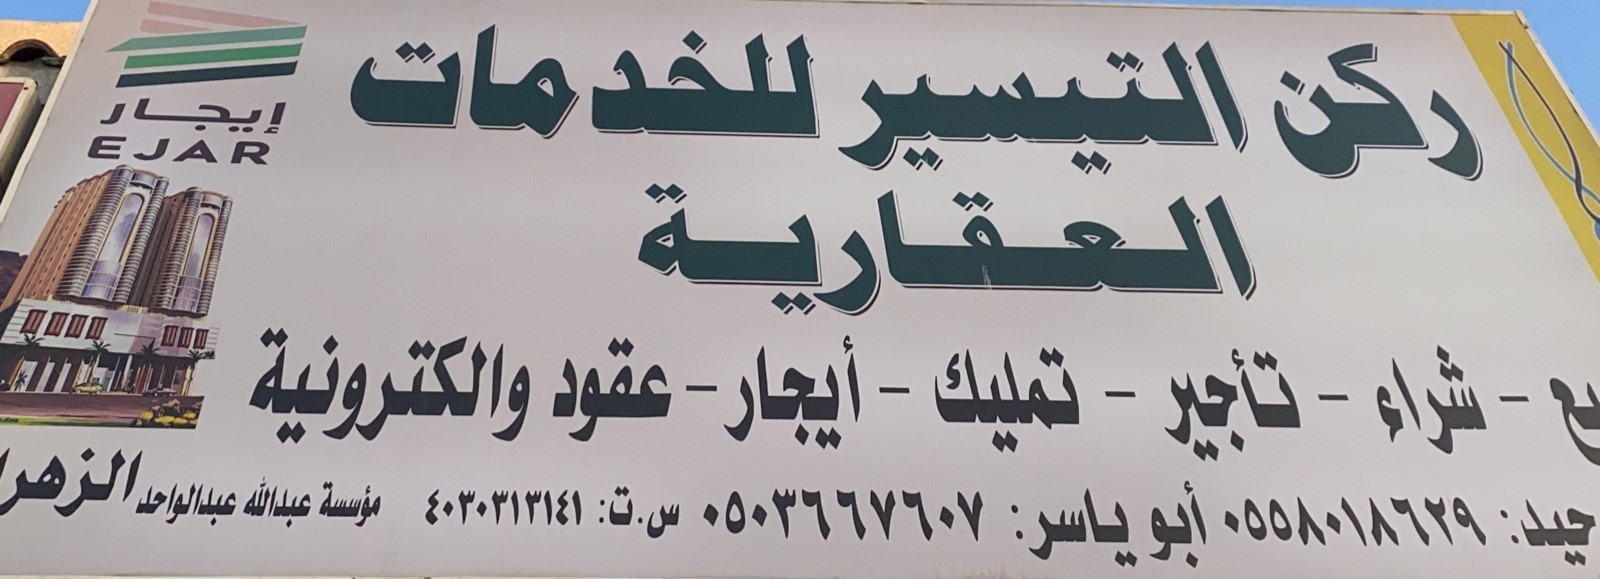 ركن التيسير للخدمات
العقارية
إيجار
EJAR
- شراء - تأجير - تمليك - أيجار - عقود والكترونية
٠٥٥٨٠١٨٦٢٩ أبو ياسر: ٠٥٠٣٦٦٧٦٠٧ س.ت: ٤٠٣٠٣١٣١٤١ مؤسسة عبدالله عبدالواحد